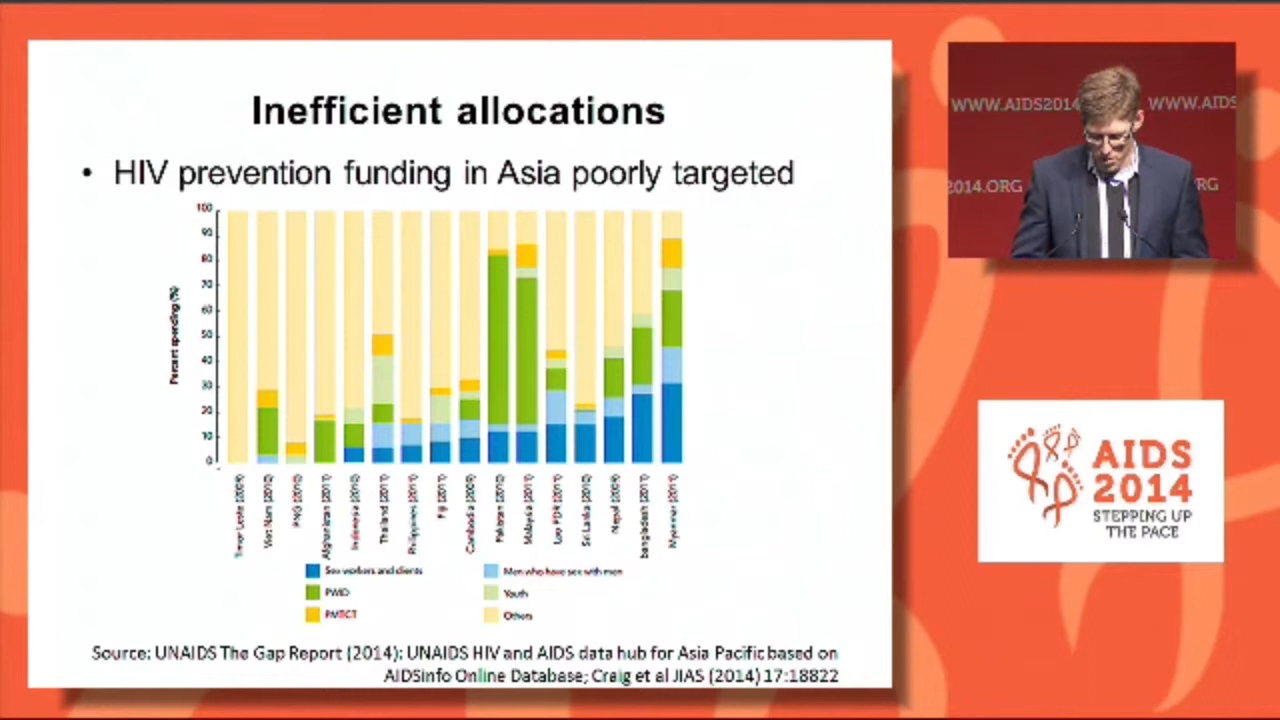 Inefficient allocations
• HIV prevention funding in Asia poorly targeted
Percent spending (%)
100
90
80
70
60
50
40
30
20
10
0
Timor Leste (2009)
Viet Nam (2010)
PNG (2010)
Afghanistan (2011)
Indonesia (2010)
Thailand (2011)
Philippines (2011)
Fiji (2011)
Cambodia (2009)
Pakistan (2010)
Malaysia (2011)
Lao PDR (2011)
Sri Lanka (2010)
Nepal (2009)
Bangladesh (2011)
Myanmar (2011)
Sex workers and clients
Men who have sex with men
PWID
Youth
PMTCT
Others
Source: UNAIDS The Gap Report (2014); UNAIDS HIV and AIDS data hub for Asia Pacific based on
AIDSinfo Online Database; Craig et al JIAS (2014) 17:18822
WWW.AIDS2014
WWW.AIDS
2014.ORG
RG
AIDS
2014
STEPPING UP
THE PACE